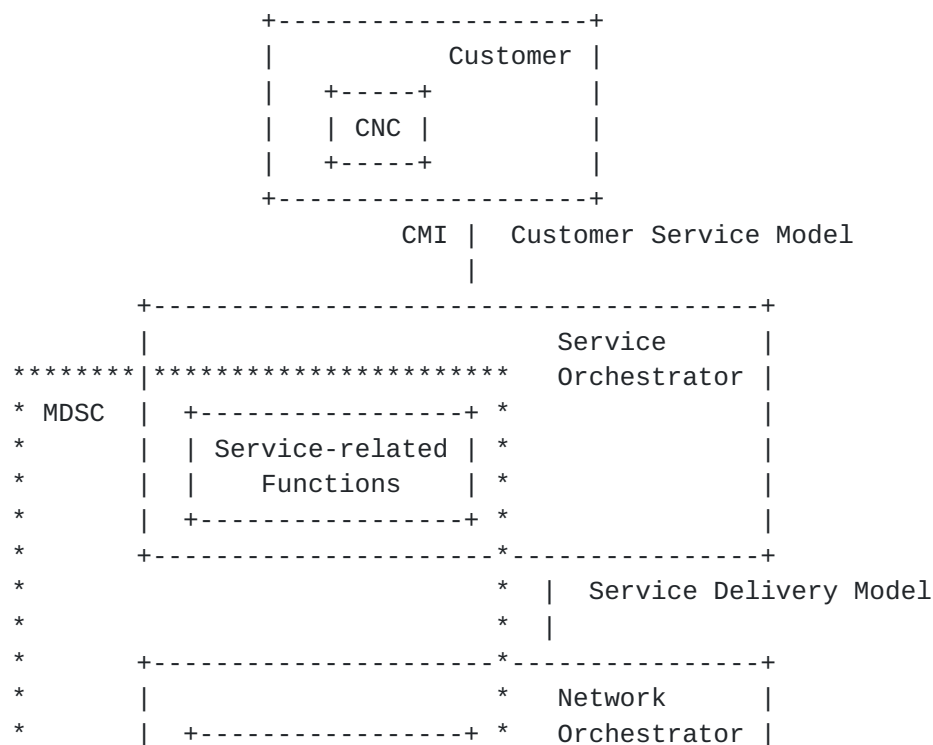 +--------------------+
|           Customer |
|   +-----+          |
|   | CNC |          |
|   +-----+          |
+--------------------+
CMI |  Customer Service Model
|
+---------------------------------------+
|                          Service      |
********|***********************   Orchestrator |
* MDSC  |  +-----------------+ *                |
*       |  | Service-related | *                |
*       |  |    Functions    | *                |
*       |  +-----------------+ *                |
*       +----------------------*----------------+
*                              *  |  Service Delivery Model
*                              *  |
*       +----------------------*----------------+
*       |                      *   Network      |
*       |  +-----------------+ *   Orchestrator |